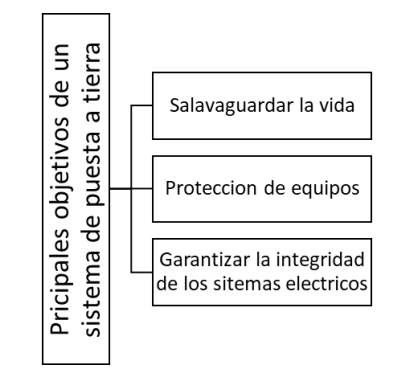 Pricipales objetivos de un
sistema de puesta a tierra
Salavaguardar la vida
Proteccion de equipos
Garantizar la integridad
de los sitemas electricos